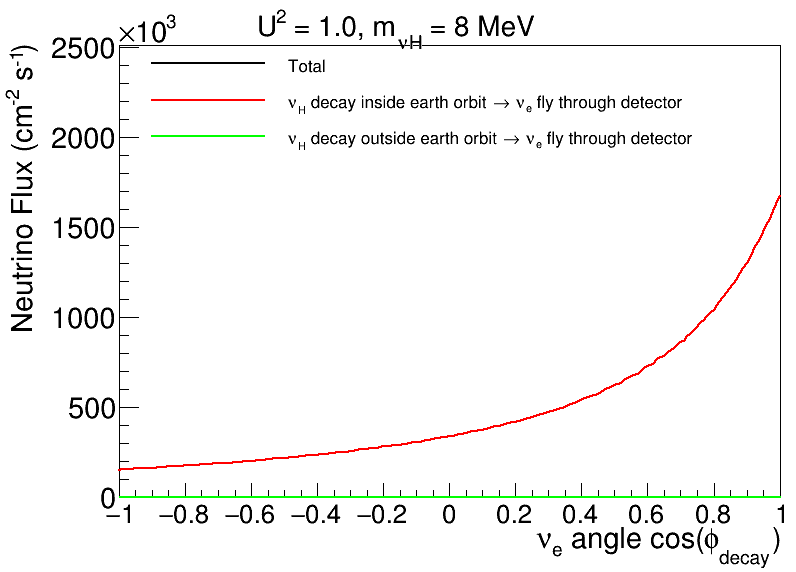 U² = 1.0, m_νH = 8 MeV
×10³
Neutrino Flux (cm⁻² s⁻¹)
2500
2000
1500
1000
500
0
Total
ν_H decay inside earth orbit → ν_e fly through detector
ν_H decay outside earth orbit → ν_e fly through detector
−1 −0.8 −0.6 −0.4 −0.2 0 0.2 0.4 0.6 0.8 1
ν_e angle cos(ϕ_decay)